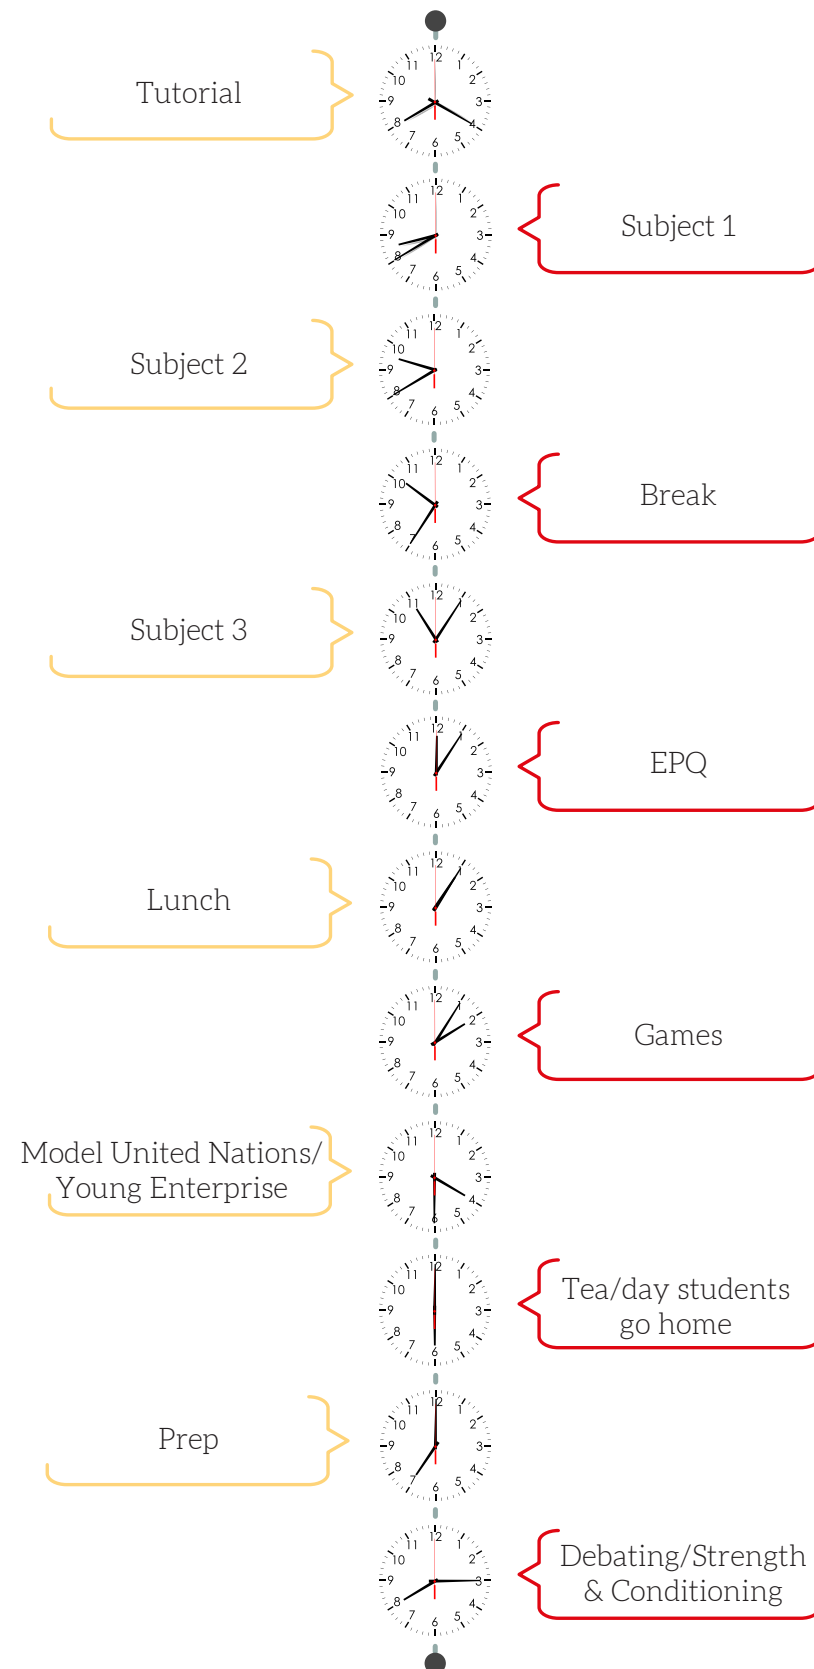 Tutorial
Subject 1
Subject 2
Break
Subject 3
EPQ
Lunch
Games
Model United Nations/
Young Enterprise
Tea/day students
go home
Prep
Debating/Strength
& Conditioning